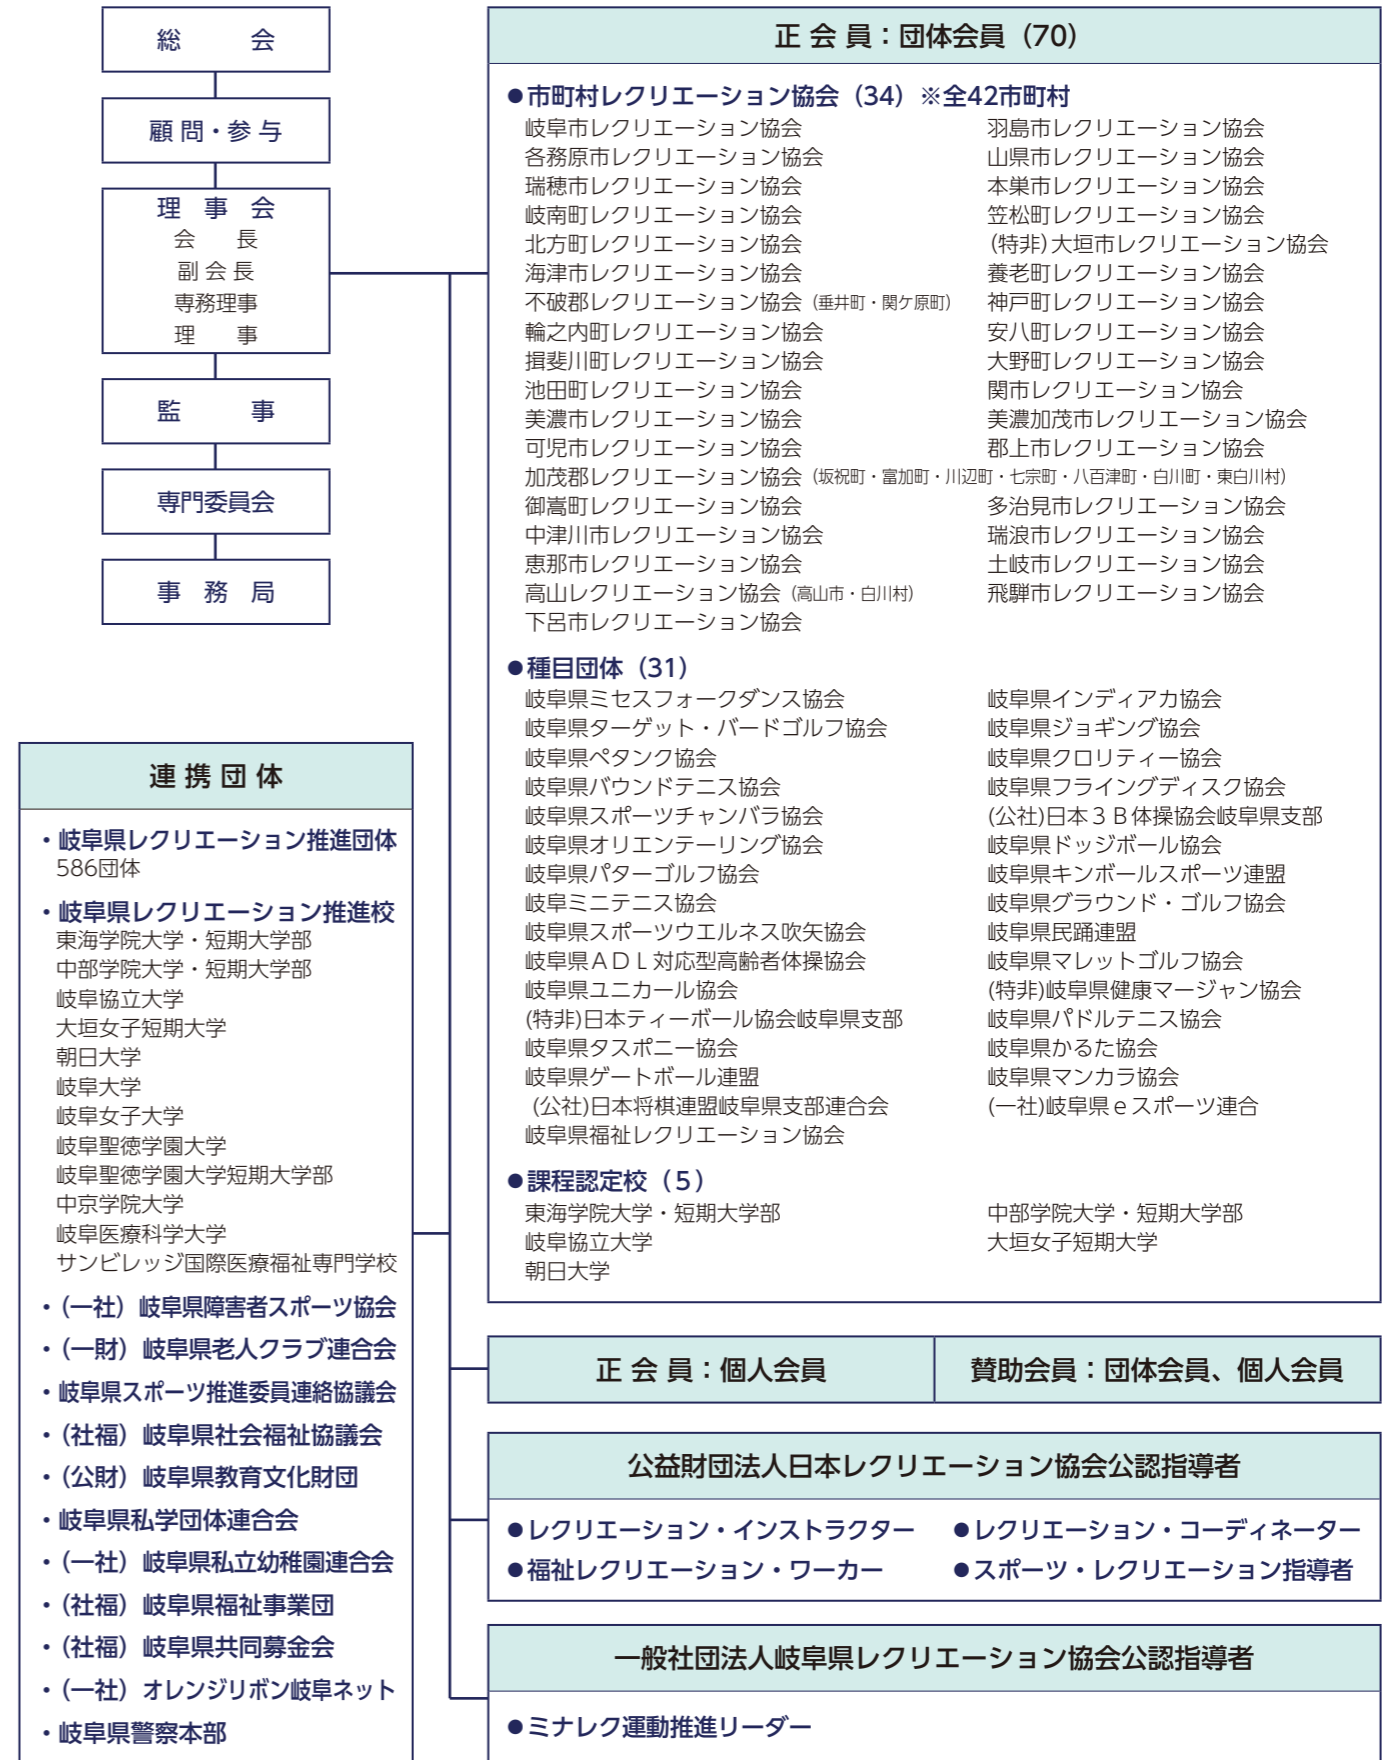 総　会
顧問・参与
理事会
会　長
副会長
専務理事
理　事
監　事
専門委員会
事務局
正会員：団体会員（70）
●市町村レクリエーション協会（34）※全42市町村
岐阜市レクリエーション協会　羽島市レクリエーション協会
各務原市レクリエーション協会　山県市レクリエーション協会
瑞穂市レクリエーション協会　本巣市レクリエーション協会
岐南町レクリエーション協会　笠松町レクリエーション協会
北方町レクリエーション協会　(特非)大垣市レクリエーション協会
海津市レクリエーション協会　養老町レクリエーション協会
不破郡レクリエーション協会（垂井町・関ケ原町）　神戸町レクリエーション協会
輪之内町レクリエーション協会　安八町レクリエーション協会
揖斐川町レクリエーション協会　大野町レクリエーション協会
池田町レクリエーション協会　関市レクリエーション協会
美濃市レクリエーション協会　美濃加茂市レクリエーション協会
可児市レクリエーション協会　郡上市レクリエーション協会
加茂郡レクリエーション協会（坂祝町・富加町・川辺町・七宗町・八百津町・白川町・東白川村）
御嵩町レクリエーション協会　多治見市レクリエーション協会
中津川市レクリエーション協会　瑞浪市レクリエーション協会
恵那市レクリエーション協会　土岐市レクリエーション協会
高山レクリエーション協会（高山市・白川村）　飛騨市レクリエーション協会
下呂市レクリエーション協会
●種目団体（31）
岐阜県ミセスフォークダンス協会　岐阜県インディアカ協会
岐阜県ターゲット・バードゴルフ協会　岐阜県ジョギング協会
岐阜県ペタンク協会　岐阜県クロリティー協会
岐阜県バウンドテニス協会　岐阜県フライングディスク協会
岐阜県スポーツチャンバラ協会　(公社)日本３Ｂ体操協会岐阜県支部
岐阜県オリエンテーリング協会　岐阜県ドッジボール協会
岐阜県パターゴルフ協会　岐阜県キンボールスポーツ連盟
岐阜ミニテニス協会　岐阜県グラウンド・ゴルフ協会
岐阜県スポーツウエルネス吹矢協会　岐阜県民踊連盟
岐阜県ＡＤＬ対応型高齢者体操協会　岐阜県マレットゴルフ協会
岐阜県ユニカール協会　(特非)岐阜県健康マージャン協会
(特非)日本ティーボール協会岐阜県支部　岐阜県パドルテニス協会
岐阜県タスポニー協会　岐阜県かるた協会
岐阜県ゲートボール連盟　岐阜県マンカラ協会
(公社)日本将棋連盟岐阜県支部連合会　(一社)岐阜県ｅスポーツ連合
岐阜県福祉レクリエーション協会
●課程認定校（５）
東海学院大学・短期大学部　中部学院大学・短期大学部
岐阜協立大学　大垣女子短期大学
朝日大学
連携団体
・岐阜県レクリエーション推進団体
586団体
・岐阜県レクリエーション推進校
東海学院大学・短期大学部
中部学院大学・短期大学部
岐阜協立大学
大垣女子短期大学
朝日大学
岐阜大学
岐阜女子大学
岐阜聖徳学園大学
岐阜聖徳学園大学短期大学部
中京学院大学
岐阜医療科学大学
サンビレッジ国際医療福祉専門学校
・（一社）岐阜県障害者スポーツ協会
・（一財）岐阜県老人クラブ連合会
・岐阜県スポーツ推進委員連絡協議会
・（社福）岐阜県社会福祉協議会
・（公財）岐阜県教育文化財団
・岐阜県私学団体連合会
・（一社）岐阜県私立幼稚園連合会
・（社福）岐阜県福祉事業団
・（社福）岐阜県共同募金会
・（一社）オレンジリボン岐阜ネット
・岐阜県警察本部
正会員：個人会員　賛助会員：団体会員、個人会員
公益財団法人日本レクリエーション協会公認指導者
●レクリエーション・インストラクター　●レクリエーション・コーディネーター
●福祉レクリエーション・ワーカー　●スポーツ・レクリエーション指導者
一般社団法人岐阜県レクリエーション協会公認指導者
●ミナレク運動推進リーダー